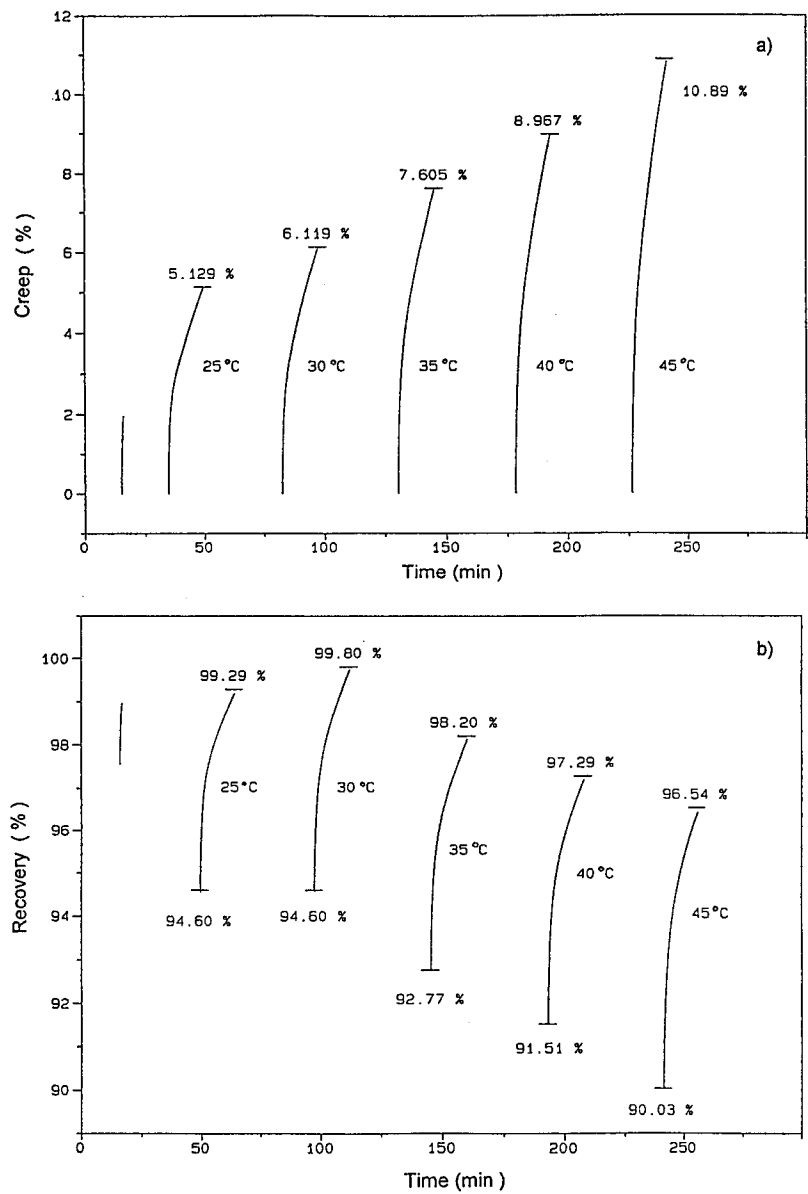 a)
12
10
8
6
4
2
0
Creep ( % )
5.129 %
6.119 %
7.605 %
8.967 %
10.89 %
25°C
30°C
35°C
40°C
45°C
0
50
100
150
200
250
Time (min )
b)
100
98
96
94
92
90
Recovery ( % )
99.29 %
99.80 %
98.20 %
97.29 %
96.54 %
25°C
30°C
35°C
40°C
45°C
94.60 %
94.60 %
92.77 %
91.51 %
90.03 %
0
50
100
150
200
250
Time (min )